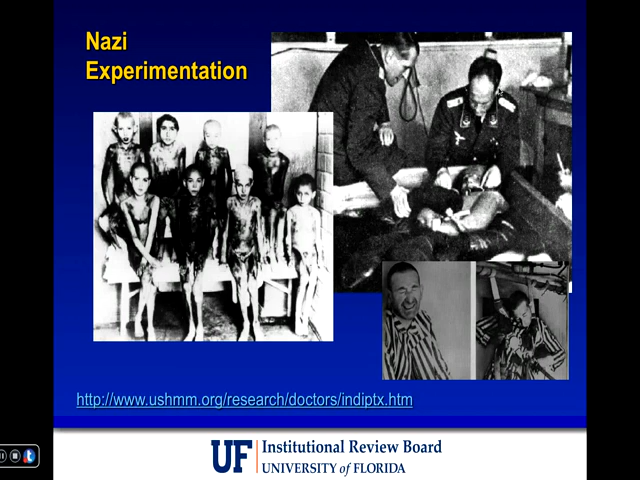 Nazi
Experimentation
http://www.ushmm.org/research/doctors/indiptx.htm
UF Institutional Review Board
UNIVERSITY of FLORIDA